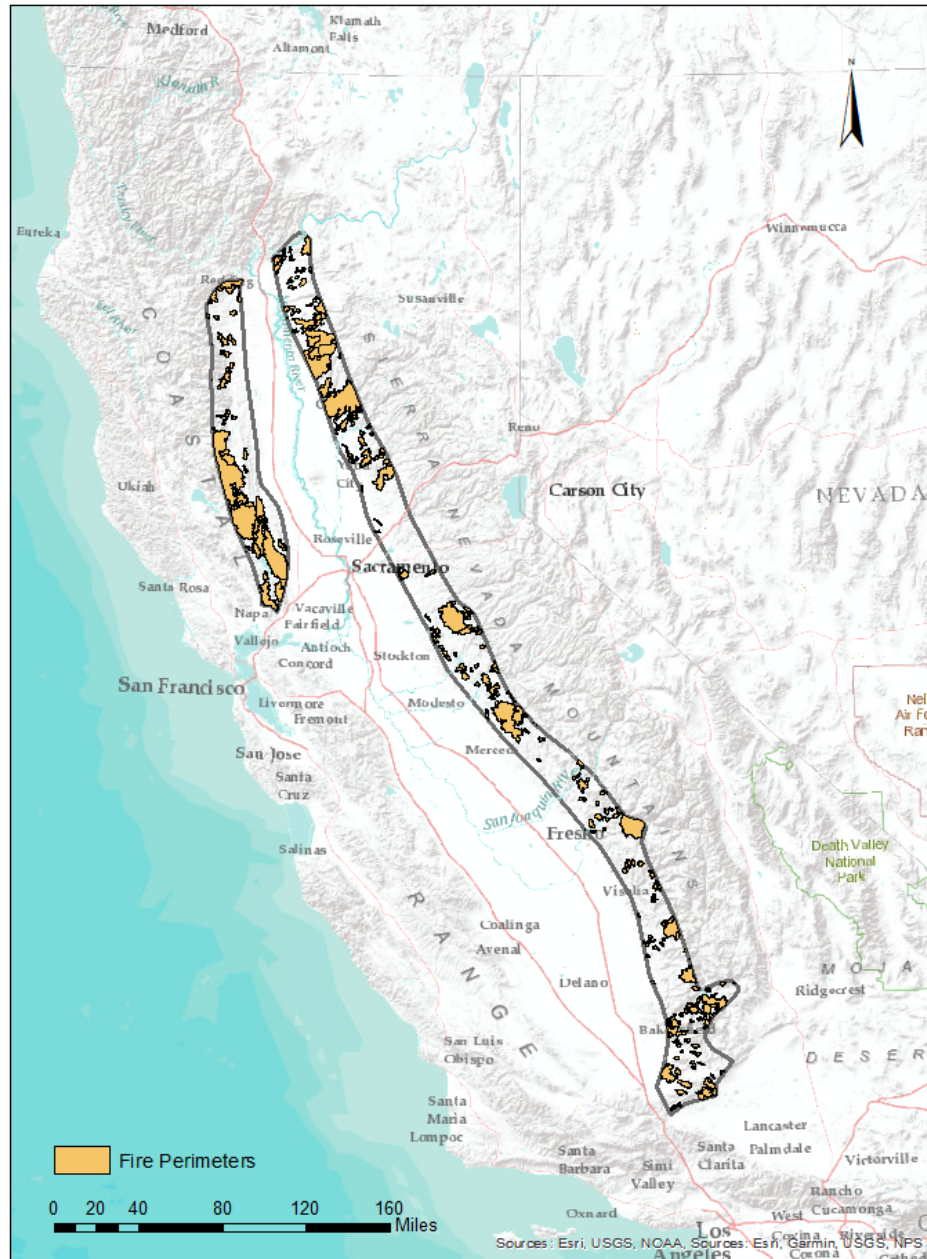 Medford
Klamath
Falls
Altamont
Klamath R
N
Eureka
Winnemucca
Susanville
COASTAL
SIERRA NEVADA MOUNTAINS
Reno
Ukiah
City
Carson City
NEVADA
Roseville
Sacramento
Santa Rosa
Napa
Vacaville
Fairfield
Vallejo
Antioch
Concord
Stockton
San Francisco
Livermore
Fremont
Modesto
San Jose
Merced
Santa
Cruz
San Joaquin
Fresno
Salinas
Death Valley
National
Park
Visalia
RANGE
Coalinga
Avenal
Delano
MOJA
Ridgecrest
DESER
San Luis
Obispo
Santa
Maria
Lompoc
Lancaster
Palmdale
Santa
Barbara
Santa
Clarita
Simi
Valley
Victorville
Oxnard
Rancho
Cucamonga
West
Covina
Riverside
Los
Angeles
Corona
Fire Perimeters
0 20 40 80 120 160
Miles
Sources: Esri, USGS, NOAA, Sources: Esri, Garmin, USGS, NPS